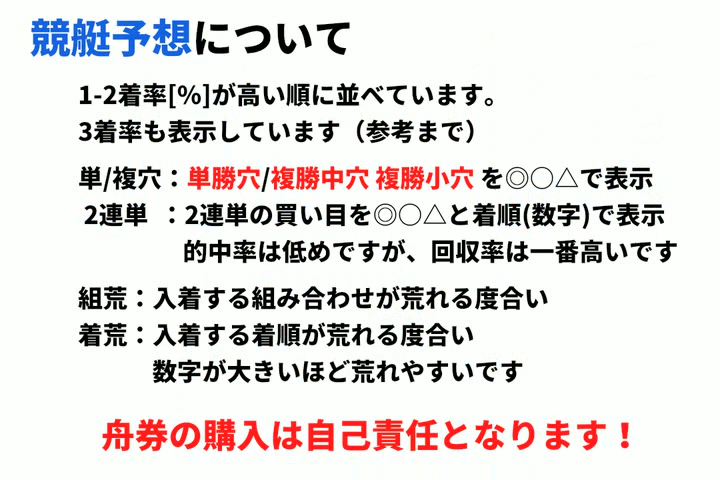 競艇予想について
1-2着率[%]が高い順に並べています。
3着率も表示しています（参考まで）
単/複穴：単勝穴/複勝中穴 複勝小穴 を◎○△で表示
2連単 ：2連単の買い目を◎○△と着順(数字)で表示
的中率は低めですが、回収率は一番高いです
組荒：入着する組み合わせが荒れる度合い
着荒：入着する着順が荒れる度合い
数字が大きいほど荒れやすいです
舟券の購入は自己責任となります！